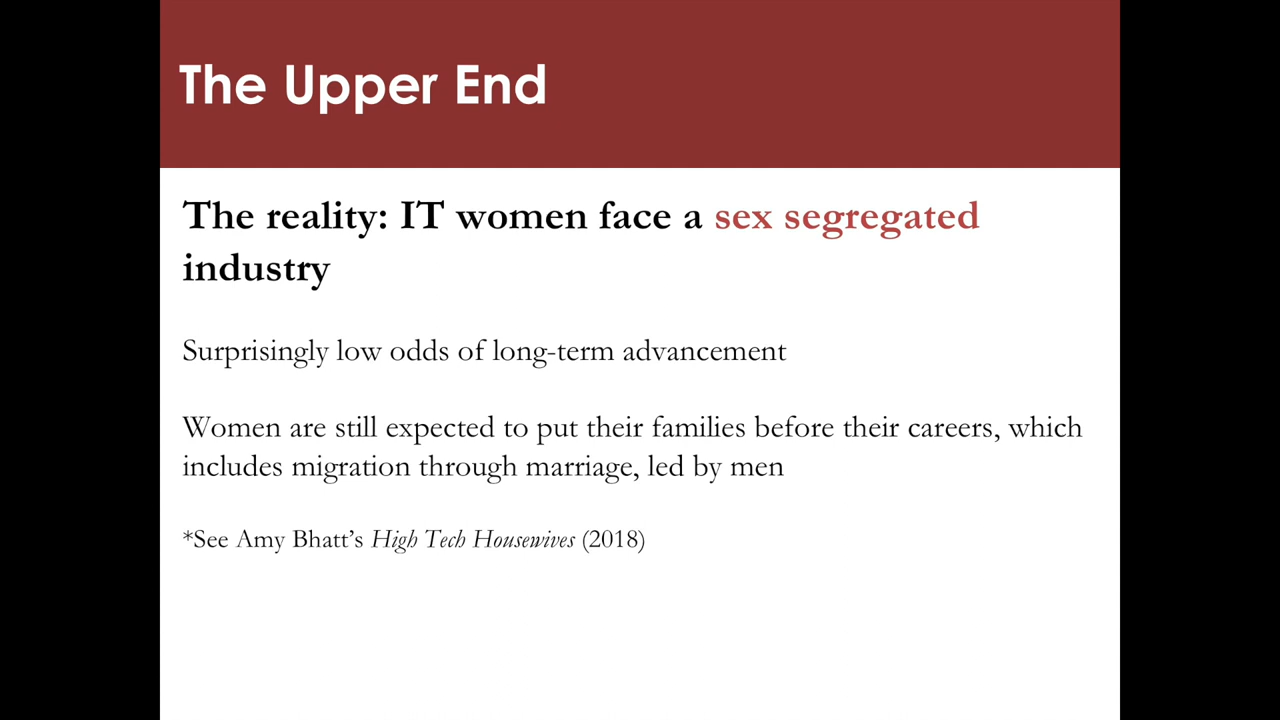 The Upper End
The reality: IT women face a sex segregated
industry
Surprisingly low odds of long-term advancement
Women are still expected to put their families before their careers, which
includes migration through marriage, led by men
*See Amy Bhatt’s High Tech Housewives (2018)